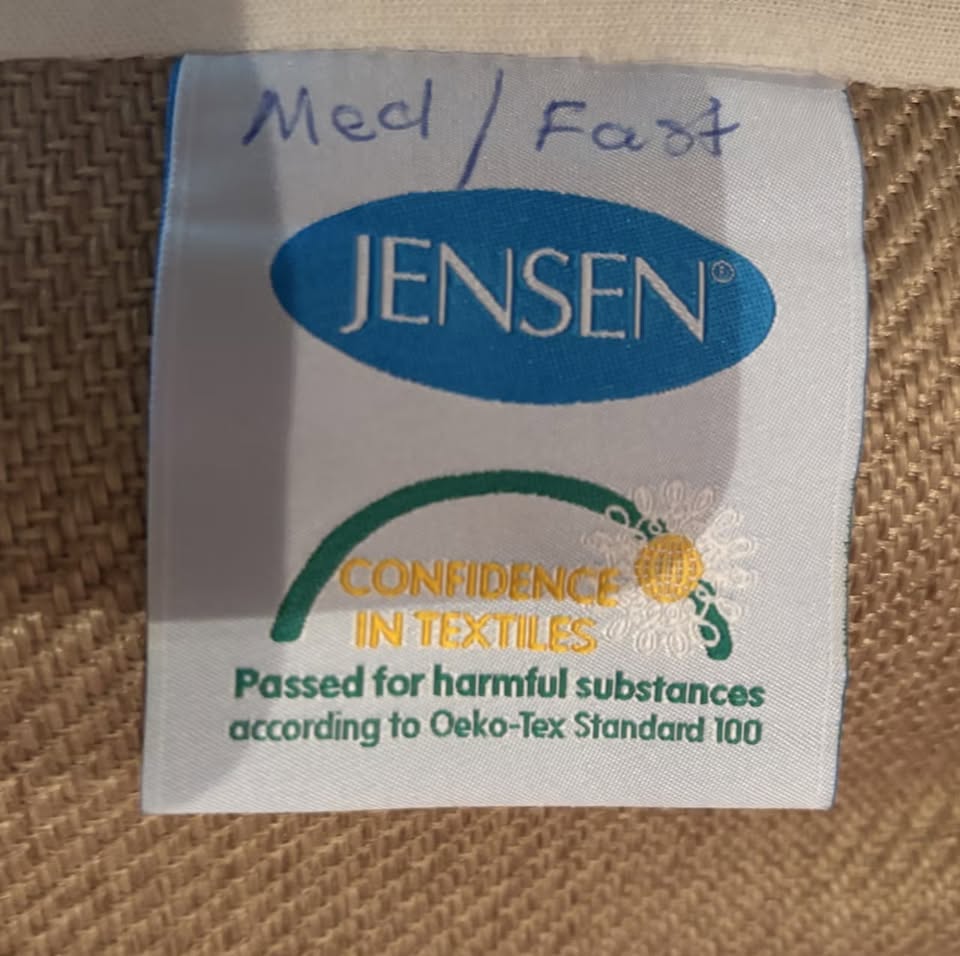 Med / Fast
JENSEN®
CONFIDENCE
IN TEXTILES
Passed for harmful substances
according to Oeko-Tex Standard 100